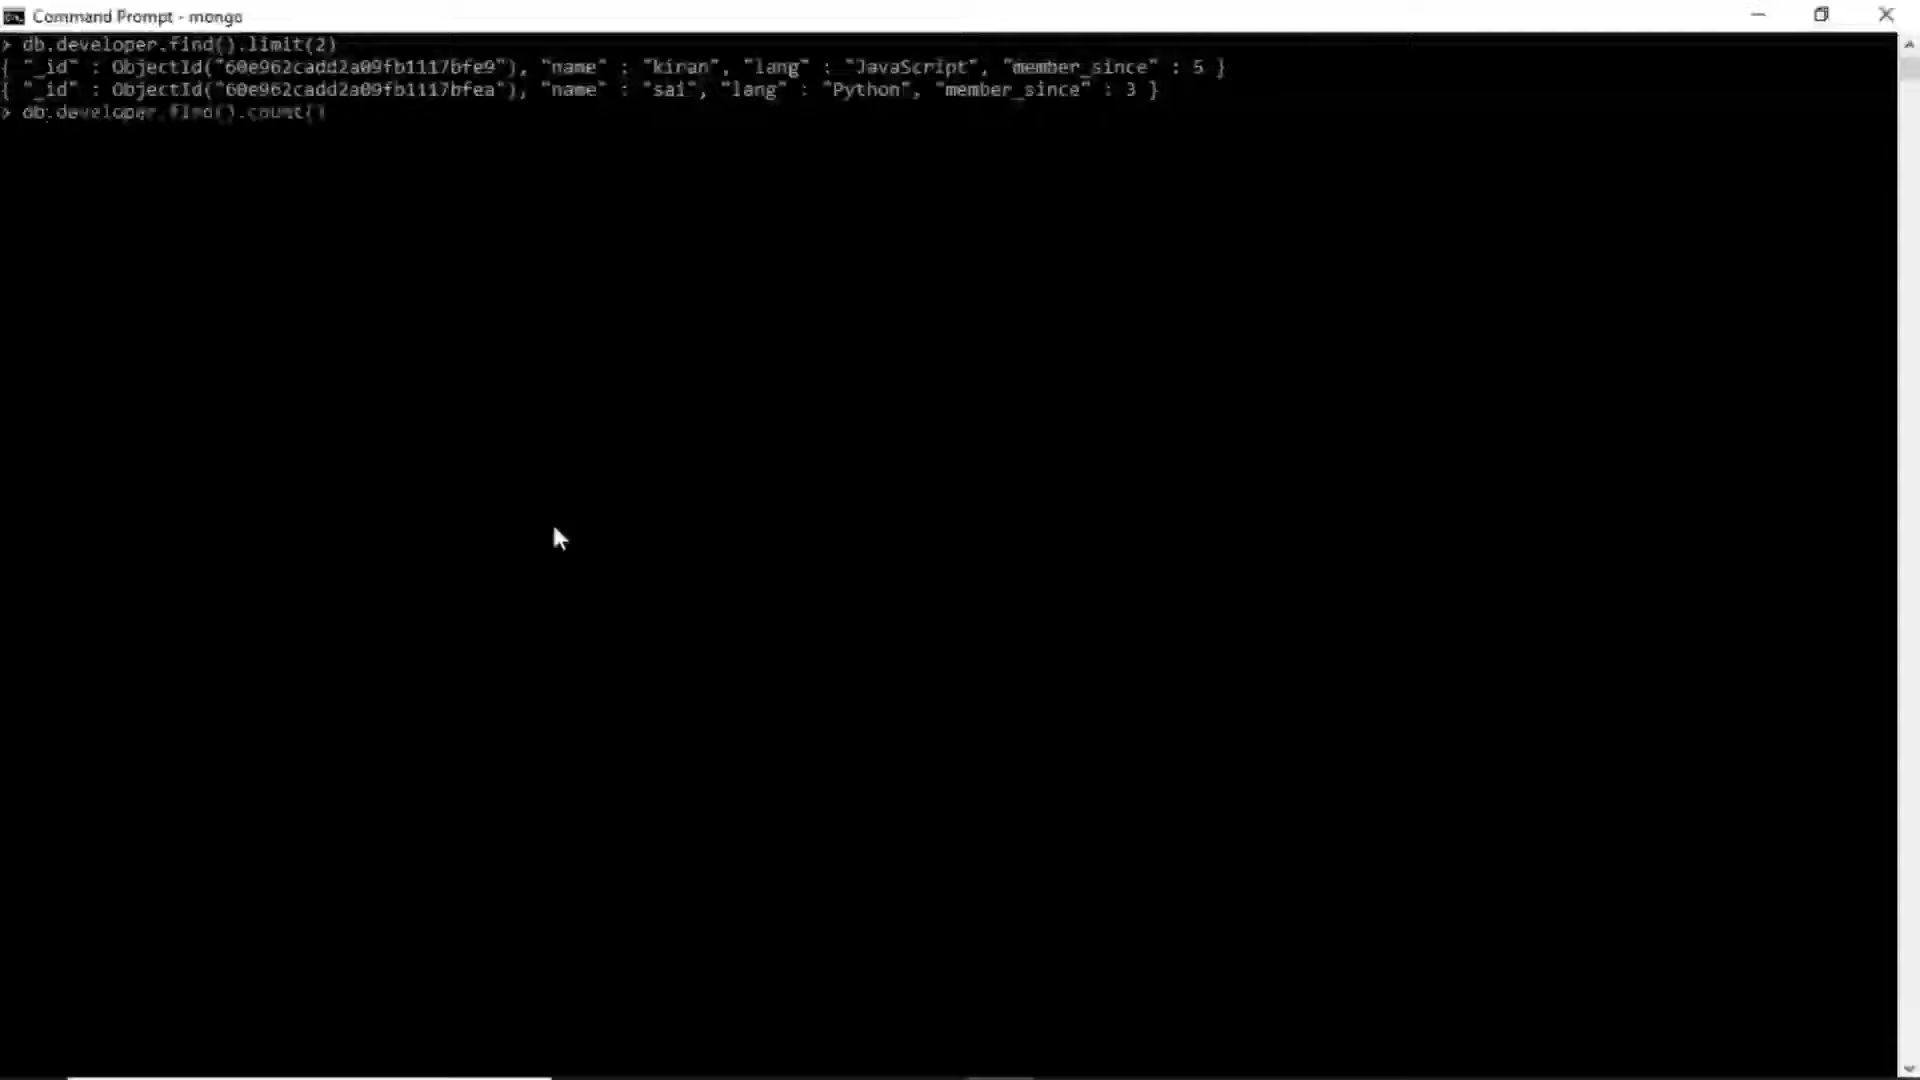 Command Prompt - mongo
> db.developer.find().limit(2)
{ "_id" : ObjectId("60e962cadd2a09fb1117bfe9"), "name" : "kiran", "lang" : "JavaScript", "member_since" : 5 }
{ "_id" : ObjectId("60e962cadd2a09fb1117bfea"), "name" : "sai", "lang" : "Python", "member_since" : 3 }
> db.developer.find().count()